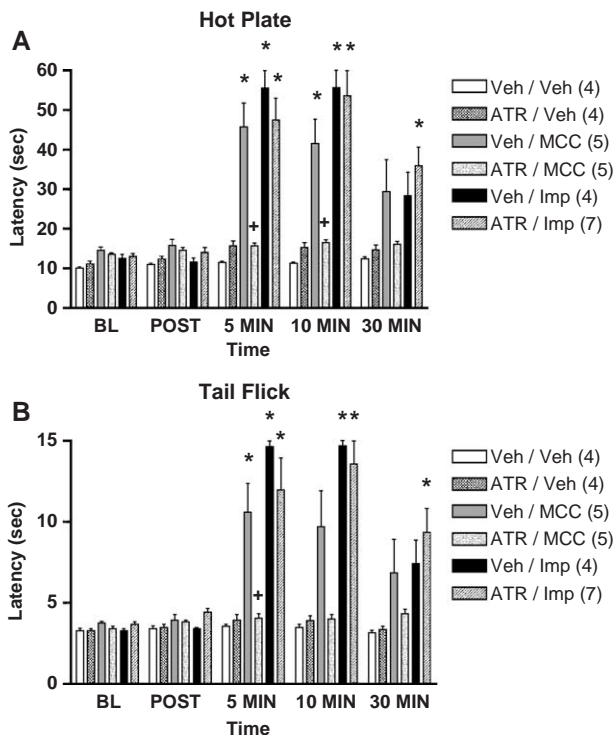 A
Hot Plate
Latency (sec)
60
50
40
30
20
10
0
* * * * * * *
+ +
BL POST 5 MIN 10 MIN 30 MIN
Time
Veh / Veh (4)
ATR / Veh (4)
Veh / MCC (5)
ATR / MCC (5)
Veh / Imp (4)
ATR / Imp (7)
B
Tail Flick
Latency (sec)
15
10
5
0
* * * * * *
+
BL POST 5 MIN 10 MIN 30 MIN
Time
Veh / Veh (4)
ATR / Veh (4)
Veh / MCC (5)
ATR / MCC (5)
Veh / Imp (4)
ATR / Imp (7)